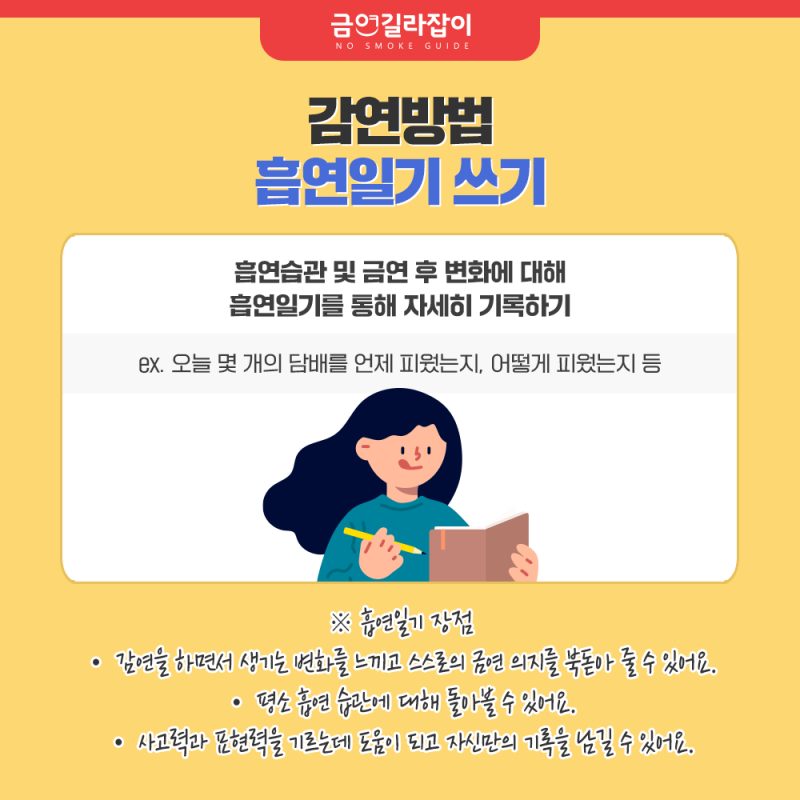 금연길라잡이
NO SMOKE GUIDE
감연방법
흡연일기 쓰기
흡연습관 및 금연 후 변화에 대해
흡연일기를 통해 자세히 기록하기
ex. 오늘 몇 개의 담배를 언제 피웠는지, 어떻게 피웠는지 등
※ 흡연일기 장점
• 감연을 하면서 생기는 변화를 느끼고 스스로의 금연 의지를 북돋아 줄 수 있어요.
• 평소 흡연 습관에 대해 돌아볼 수 있어요.
• 사고력과 표현력을 기르는데 도움이 되고 자신만의 기록을 남길 수 있어요.